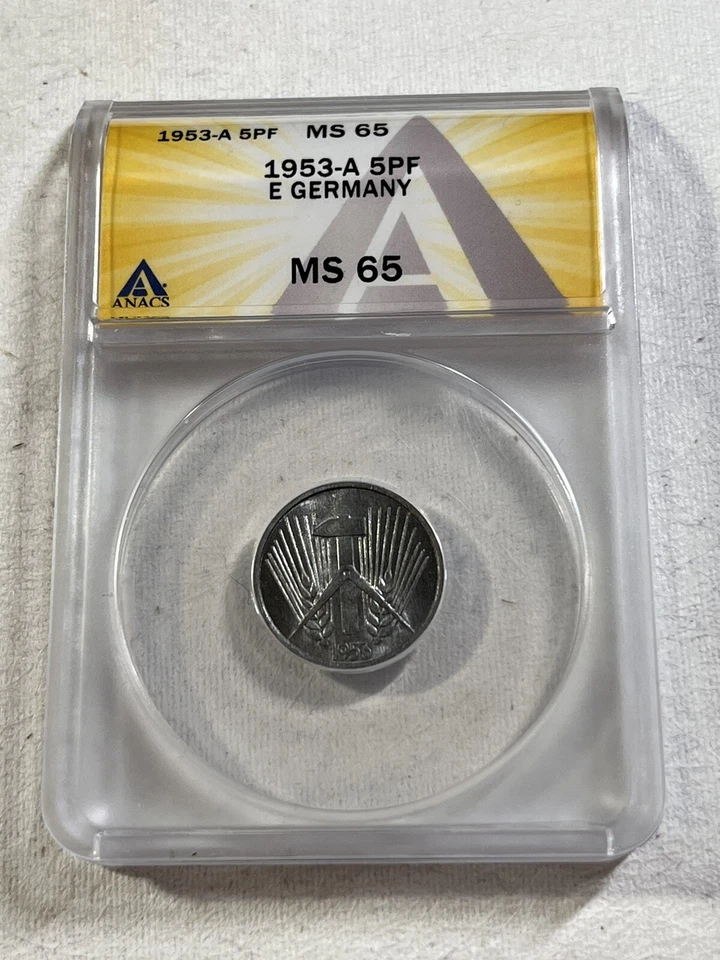 1953-A 5PF MS 65
1953-A 5PF
E GERMANY
MS 65
ANACS
1953